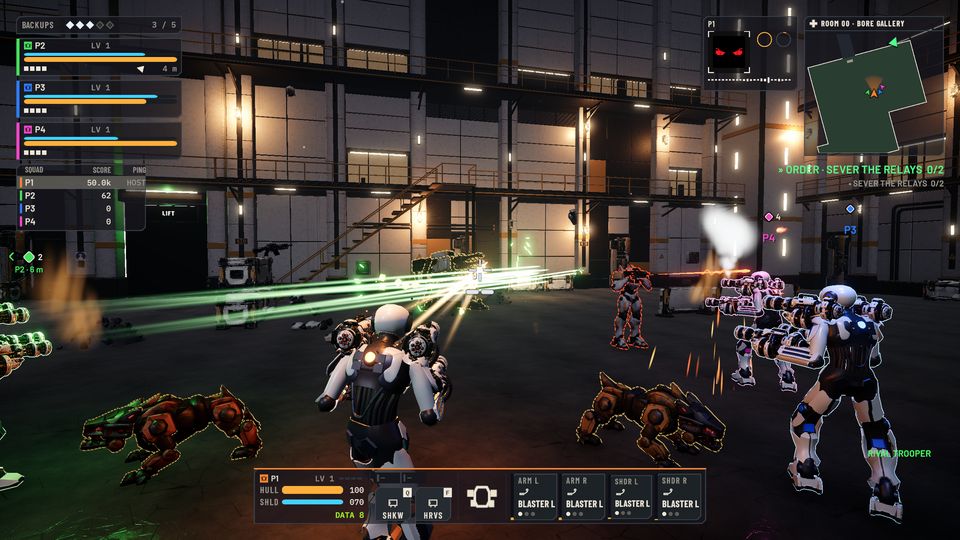 BACKUPS 3 / 5
P2 LV 1
4 m
P3 LV 1
P4 LV 1
SQUAD SCORE PING
P1 50.0k HOST
P2 62
P3 0
P4 0
LIFT
2
P2 · 6 m
P1
ROOM 00 · BORE GALLERY
» ORDER · SEVER THE RELAYS 0/2
· SEVER THE RELAYS 0/2
4
P4
P3
RIVAL TROOPER
P1 LV 1
HULL 100
SHLD 070
DATA 8
Q
SHKW
F
HRVS
ARM L
BLASTER L
ARM R
BLASTER L
SHDR L
BLASTER L
SHDR R
BLASTER L